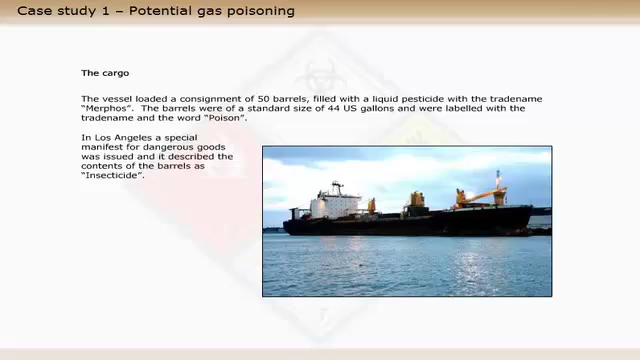 Case study 1 – Potential gas poisoning
The cargo
The vessel loaded a consignment of 50 barrels, filled with a liquid pesticide with the tradename
“Merphos”.  The barrels were of a standard size of 44 US gallons and were labelled with the
tradename and the word “Poison”.
In Los Angeles a special
manifest for dangerous goods
was issued and it described the
contents of the barrels as
“Insecticide”.